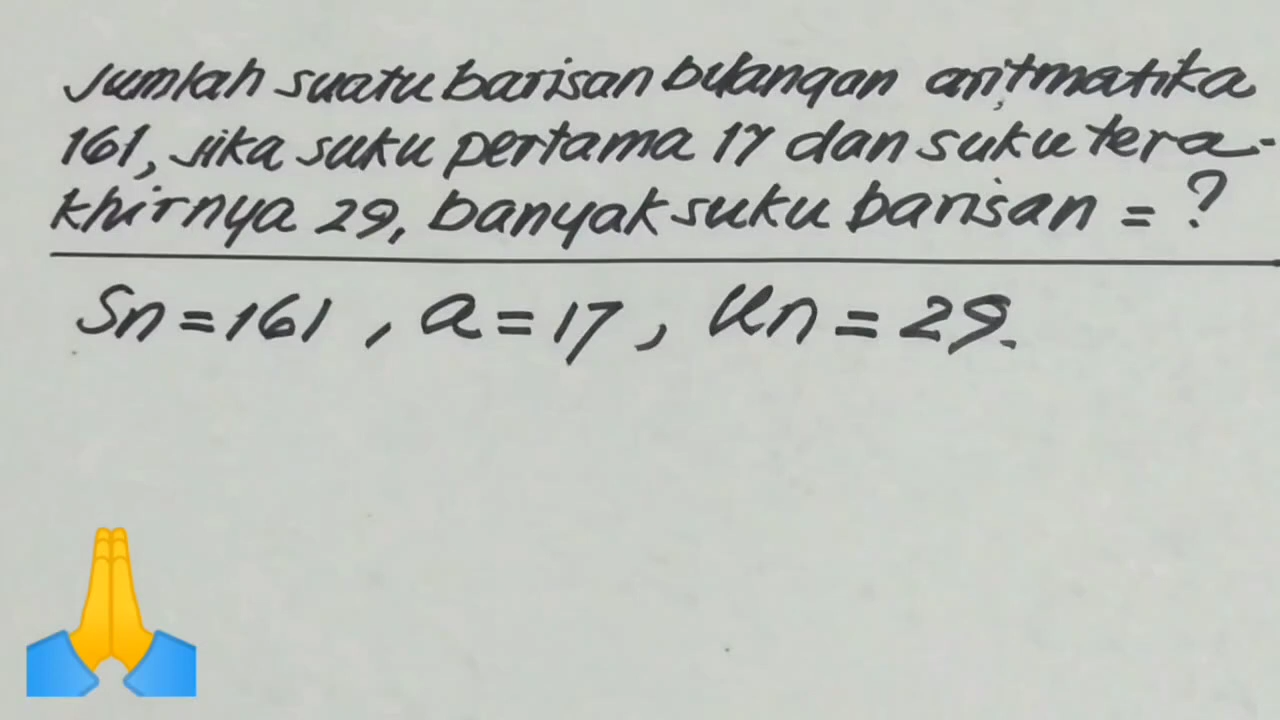 Jumlah suatu barisan bilangan aritmatika
161, jika suku pertama 17 dan suku tera-
khirnya 29, banyak suku barisan = ?
Sn = 161 , a = 17 , Un = 29.